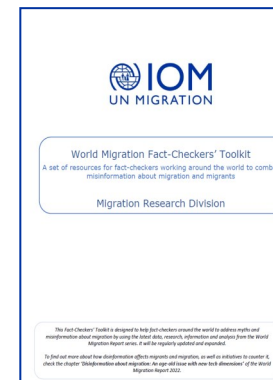 IOM
UN MIGRATION
World Migration Fact-Checkers' Toolkit
A set of resources for fact-checkers working around the world to comb
misinformation about migration and migrants
Migration Research Division
This Fact-Checkers' Toolkit is designed to help fact-checkers around the world to address myths and
misinformation about migration by using the latest data, research, information and analysis from the World
Migration Report series. It will be regularly updated and expanded.
To find out more about how disinformation affects migrants and migration, as well as initiatives to counter it,
check the chapter 'Disinformation about migration: An age-old issue with new tech dimensions' of the World
Migration Report 2022.